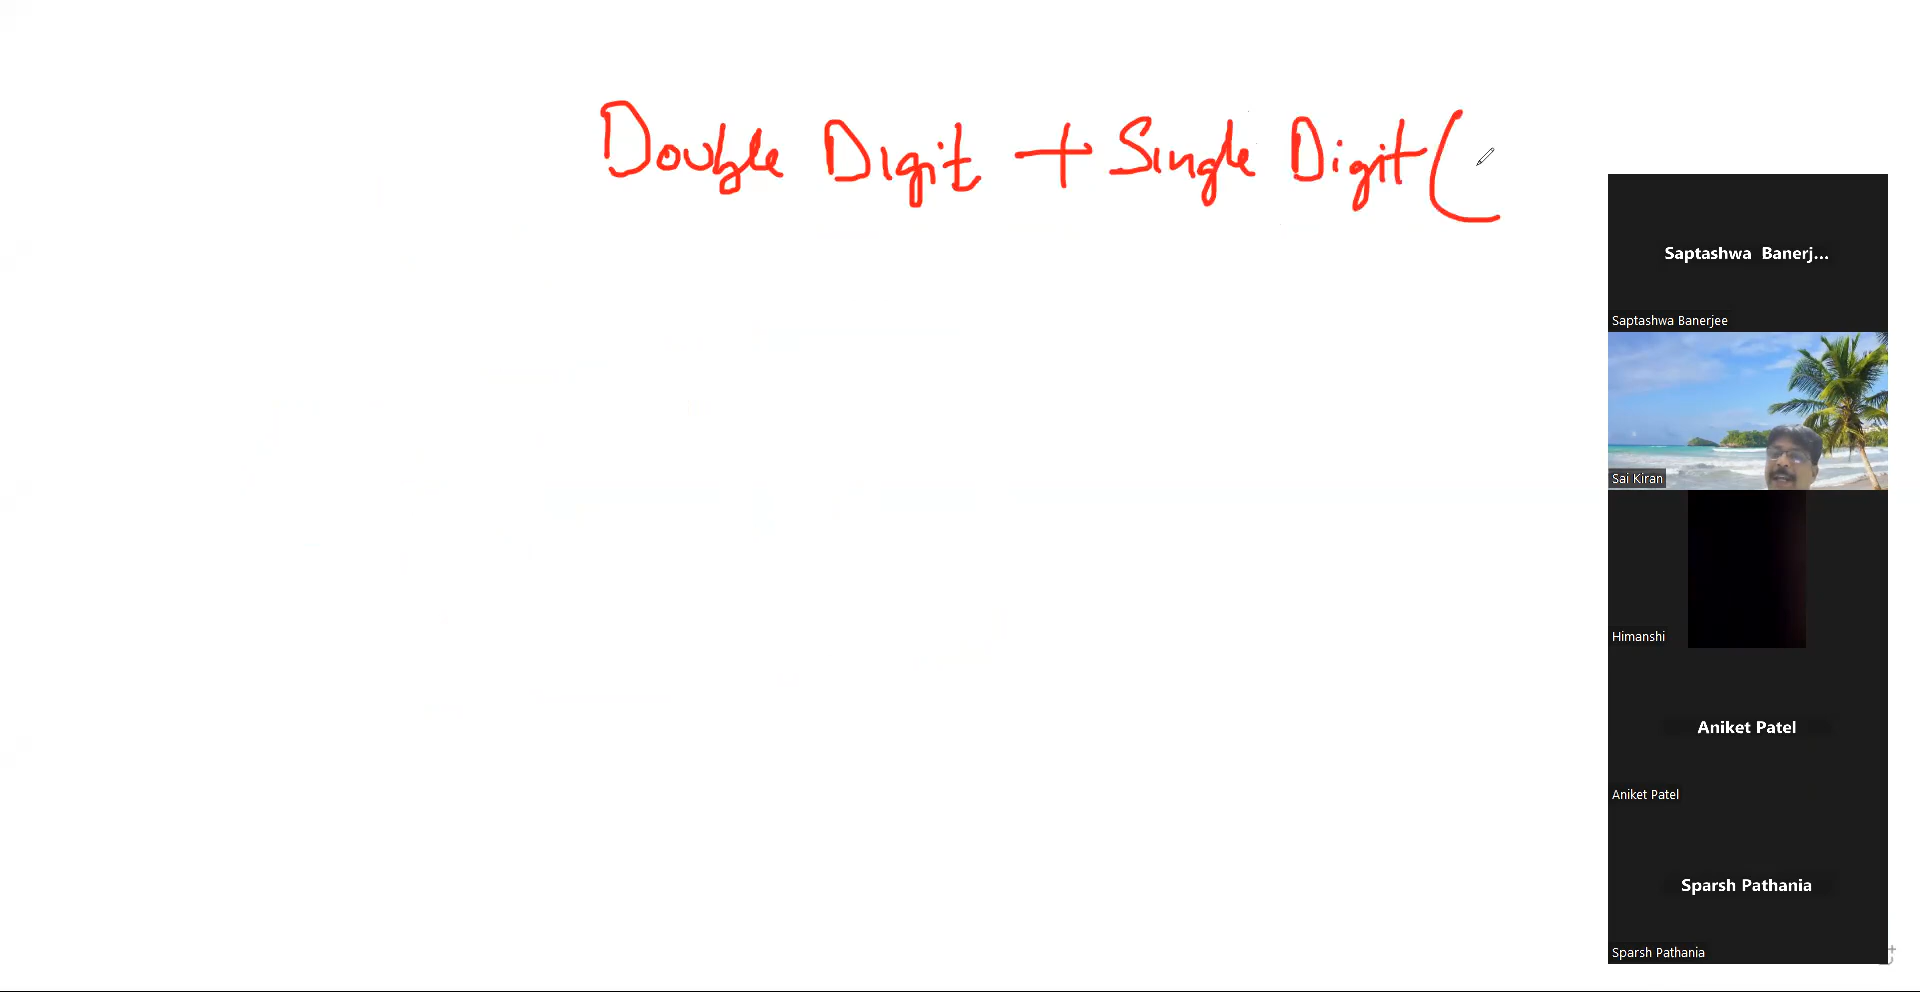 Double Digit + Single Digit (
Saptashwa Banerj...
Saptashwa Banerjee
Sai Kiran
Himanshi
Aniket Patel
Aniket Patel
Sparsh Pathania
Sparsh Pathania